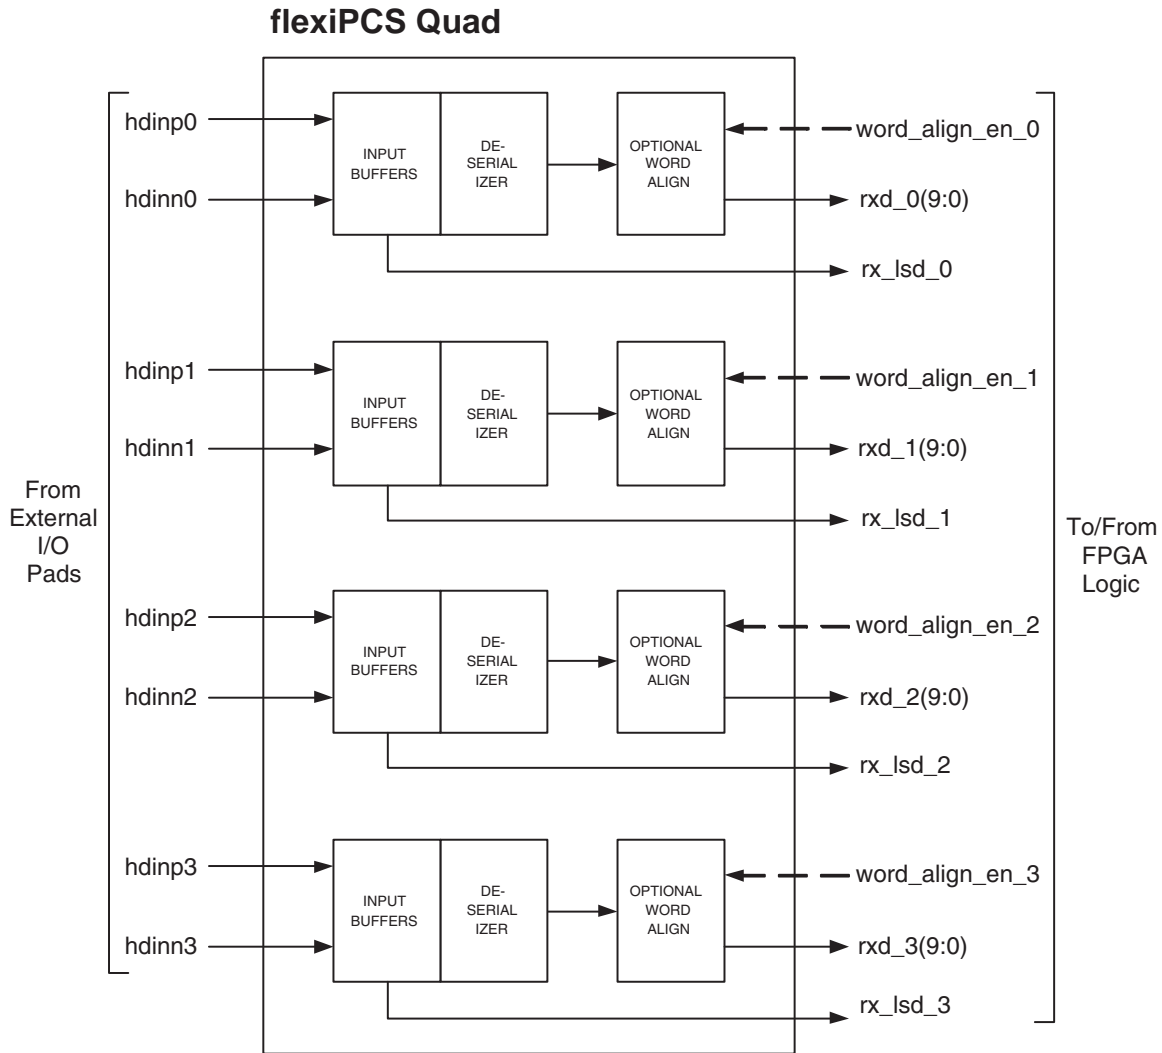 flexiPCS Quad
From
External
I/O
Pads
hdinp0
hdinn0
INPUT
BUFFERS
DE-
SERIAL
IZER
OPTIONAL
WORD
ALIGN
word_align_en_0
rxd_0(9:0)
rx_lsd_0
hdinp1
hdinn1
INPUT
BUFFERS
DE-
SERIAL
IZER
OPTIONAL
WORD
ALIGN
word_align_en_1
rxd_1(9:0)
rx_lsd_1
hdinp2
hdinn2
INPUT
BUFFERS
DE-
SERIAL
IZER
OPTIONAL
WORD
ALIGN
word_align_en_2
rxd_2(9:0)
rx_lsd_2
hdinp3
hdinn3
INPUT
BUFFERS
DE-
SERIAL
IZER
OPTIONAL
WORD
ALIGN
word_align_en_3
rxd_3(9:0)
rx_lsd_3
To/From
FPGA
Logic